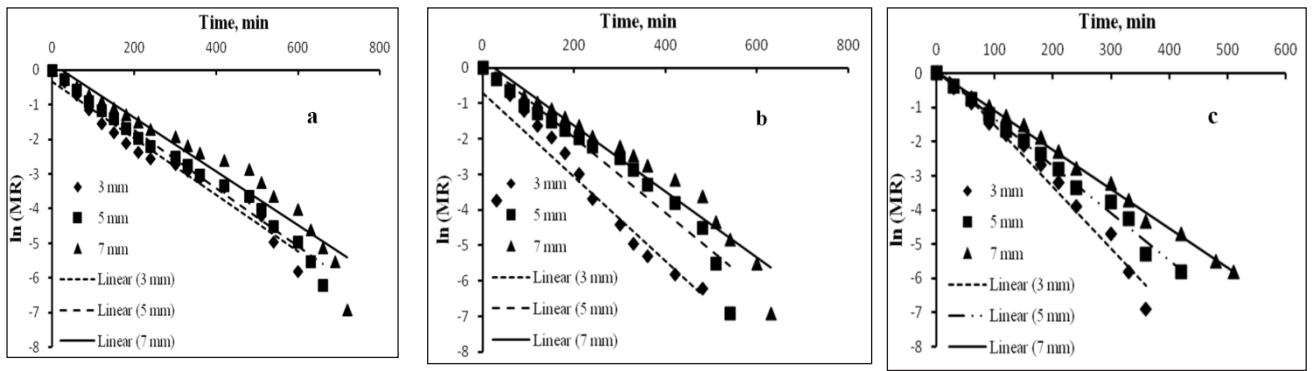 Time, min
0 200 400 600 800
0
-1
-2
-3
-4
-5
-6
-7
-8
ln (MR)
a
3 mm
5 mm
7 mm
Linear (3 mm)
Linear (5 mm)
Linear (7 mm)
Time, min
0 200 400 600 800
0
-1
-2
-3
-4
-5
-6
-7
-8
ln (MR)
b
3 mm
5 mm
7 mm
Linear (3 mm)
Linear (5 mm)
Linear (7 mm)
Time, min
0 100 200 300 400 500 600
0
-1
-2
-3
-4
-5
-6
-7
-8
ln (MR)
c
3 mm
5 mm
7 mm
Linear (3 mm)
Linear (5 mm)
Linear (7 mm)